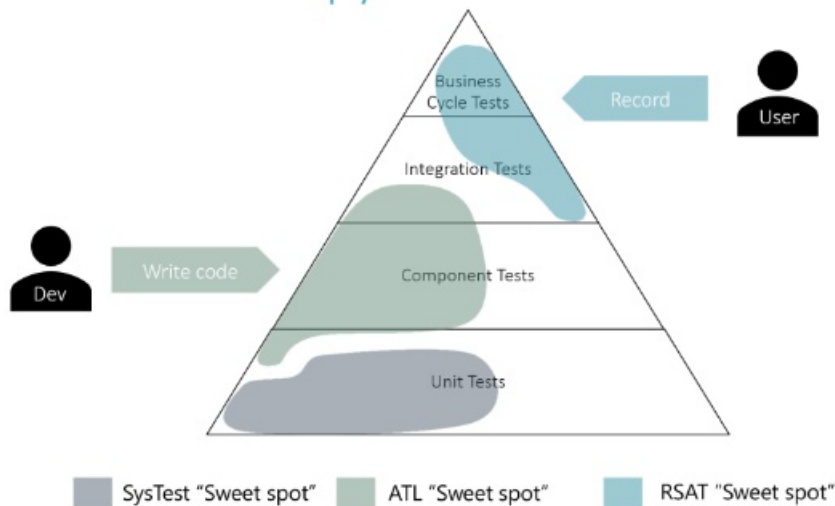 Business
Cycle Tests
Record
User
Integration Tests
Write code
Dev
Component Tests
Unit Tests
SysTest “Sweet spot”
ATL “Sweet spot”
RSAT “Sweet spot”